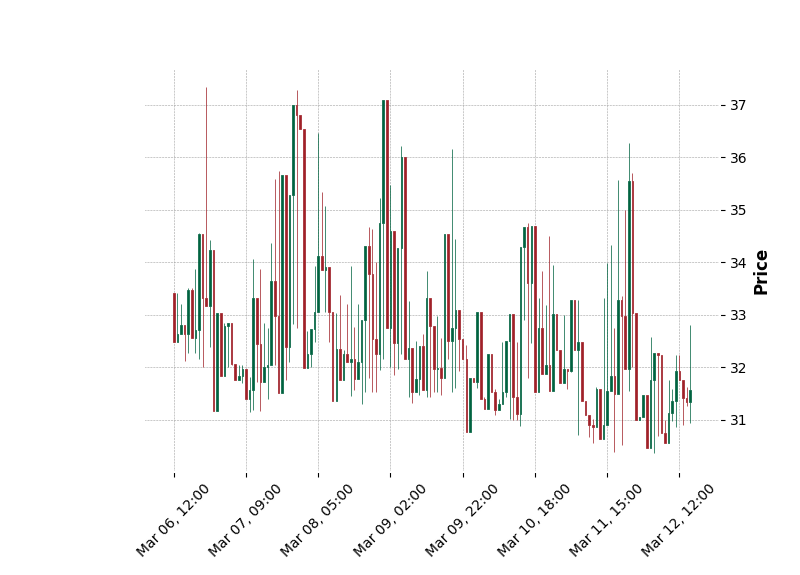 37
36
35
34
33
32
31
Price
Mar 06, 12:00
Mar 07, 09:00
Mar 08, 05:00
Mar 09, 02:00
Mar 09, 22:00
Mar 10, 18:00
Mar 11, 15:00
Mar 12, 12:00